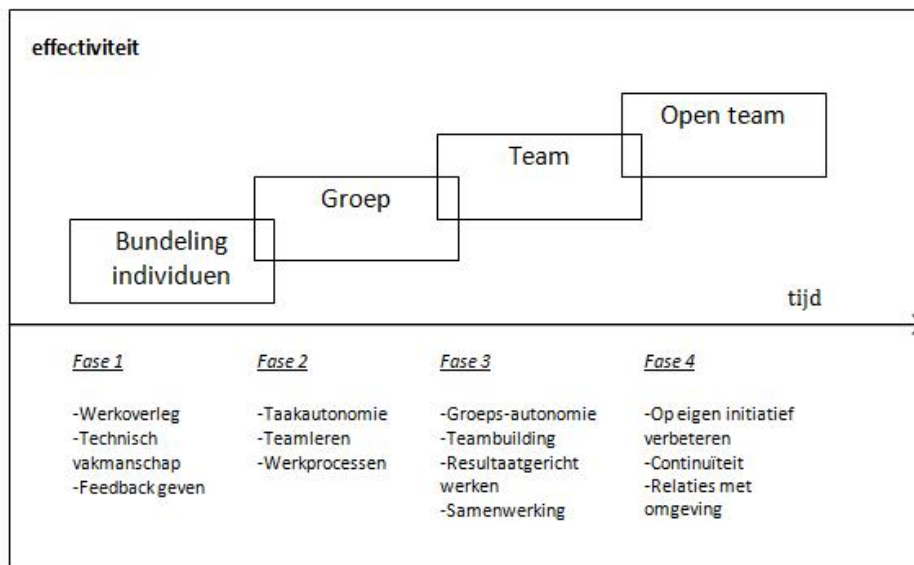 effectiviteit
Open team
Team
Groep
Bundeling
individuen
tijd
Fase 1
-Werkoverleg
-Technisch
vakmanschap
-Feedback geven
Fase 2
-Taakautonomie
-Teamleren
-Werkprocessen
Fase 3
-Groeps-autonomie
-Teambuilding
-Resultaatgericht
werken
-Samenwerking
Fase 4
-Op eigen initiatief
verbeteren
-Continuïteit
-Relaties met
omgeving